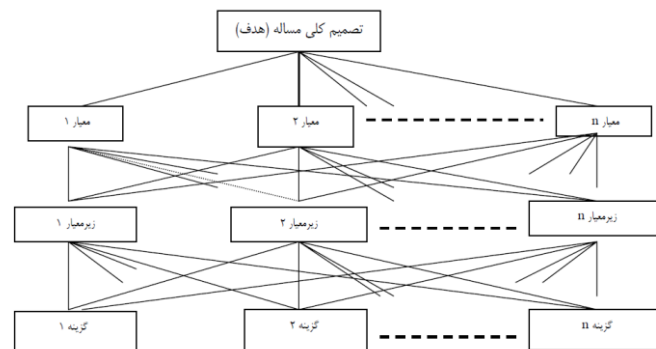 تصمیم کلی مساله (هدف)
معیار ۱
معیار ۲
معیار n
زیرمعیار ۱
زیرمعیار ۲
زیرمعیار n
گزینه ۱
گزینه ۲
گزینه n